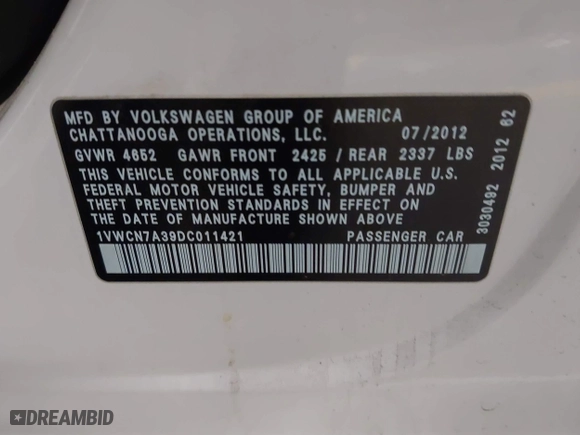 MFD BY VOLKSWAGEN GROUP OF AMERICA
CHATTANOOGA OPERATIONS, LLC. 07/2012
GVWR 4652 GAWR FRONT 2425 / REAR 2337 LBS
THIS VEHICLE CONFORMS TO ALL APPLICABLE U.S.
FEDERAL MOTOR VEHICLE SAFETY, BUMPER AND
THEFT PREVENTION STANDARDS IN EFFECT ON
THE DATE OF MANUFACTURE SHOWN ABOVE
1VWCN7A39DC011421 PASSENGER CAR
3030492 2012 62
DREAMBID